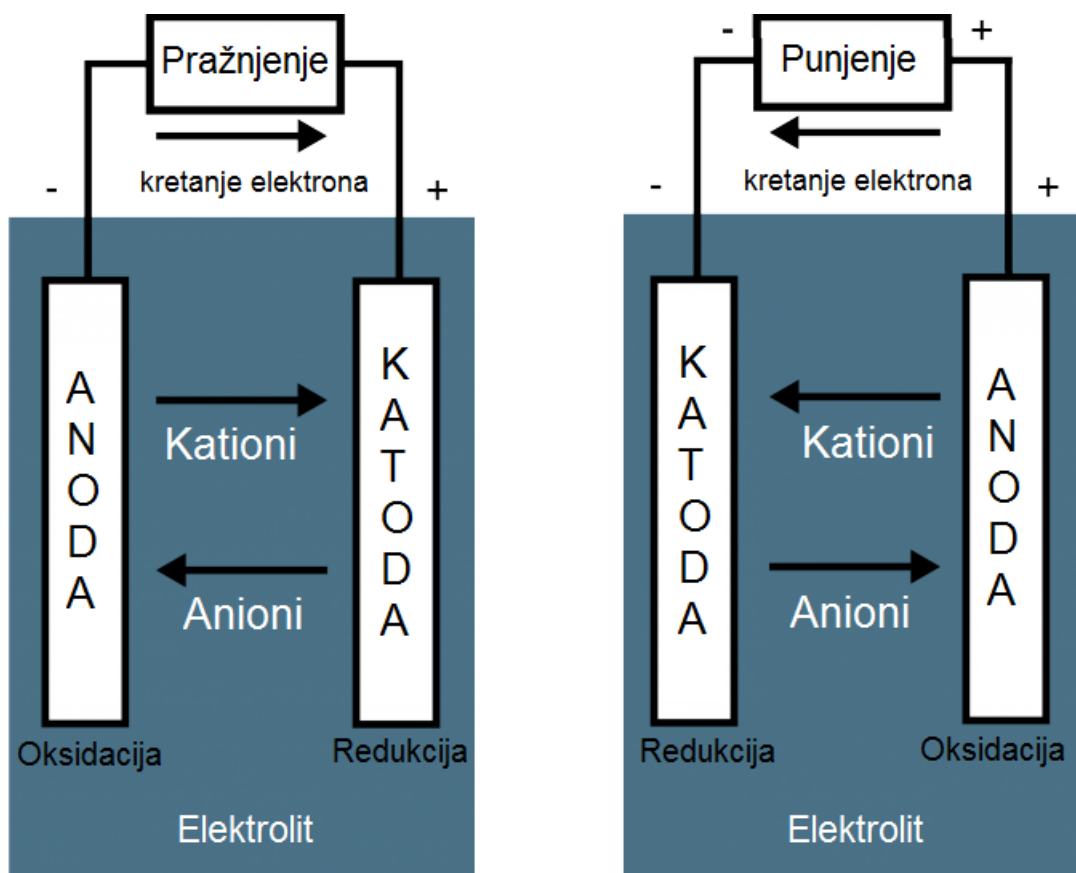 Pražnjenje
kretanje elektrona
- +
ANODA
KATODA
Kationi
Anioni
Oksidacija
Redukcija
Elektrolit
- +
Punjenje
kretanje elektrona
- +
KATODA
ANODA
Kationi
Anioni
Redukcija
Oksidacija
Elektrolit